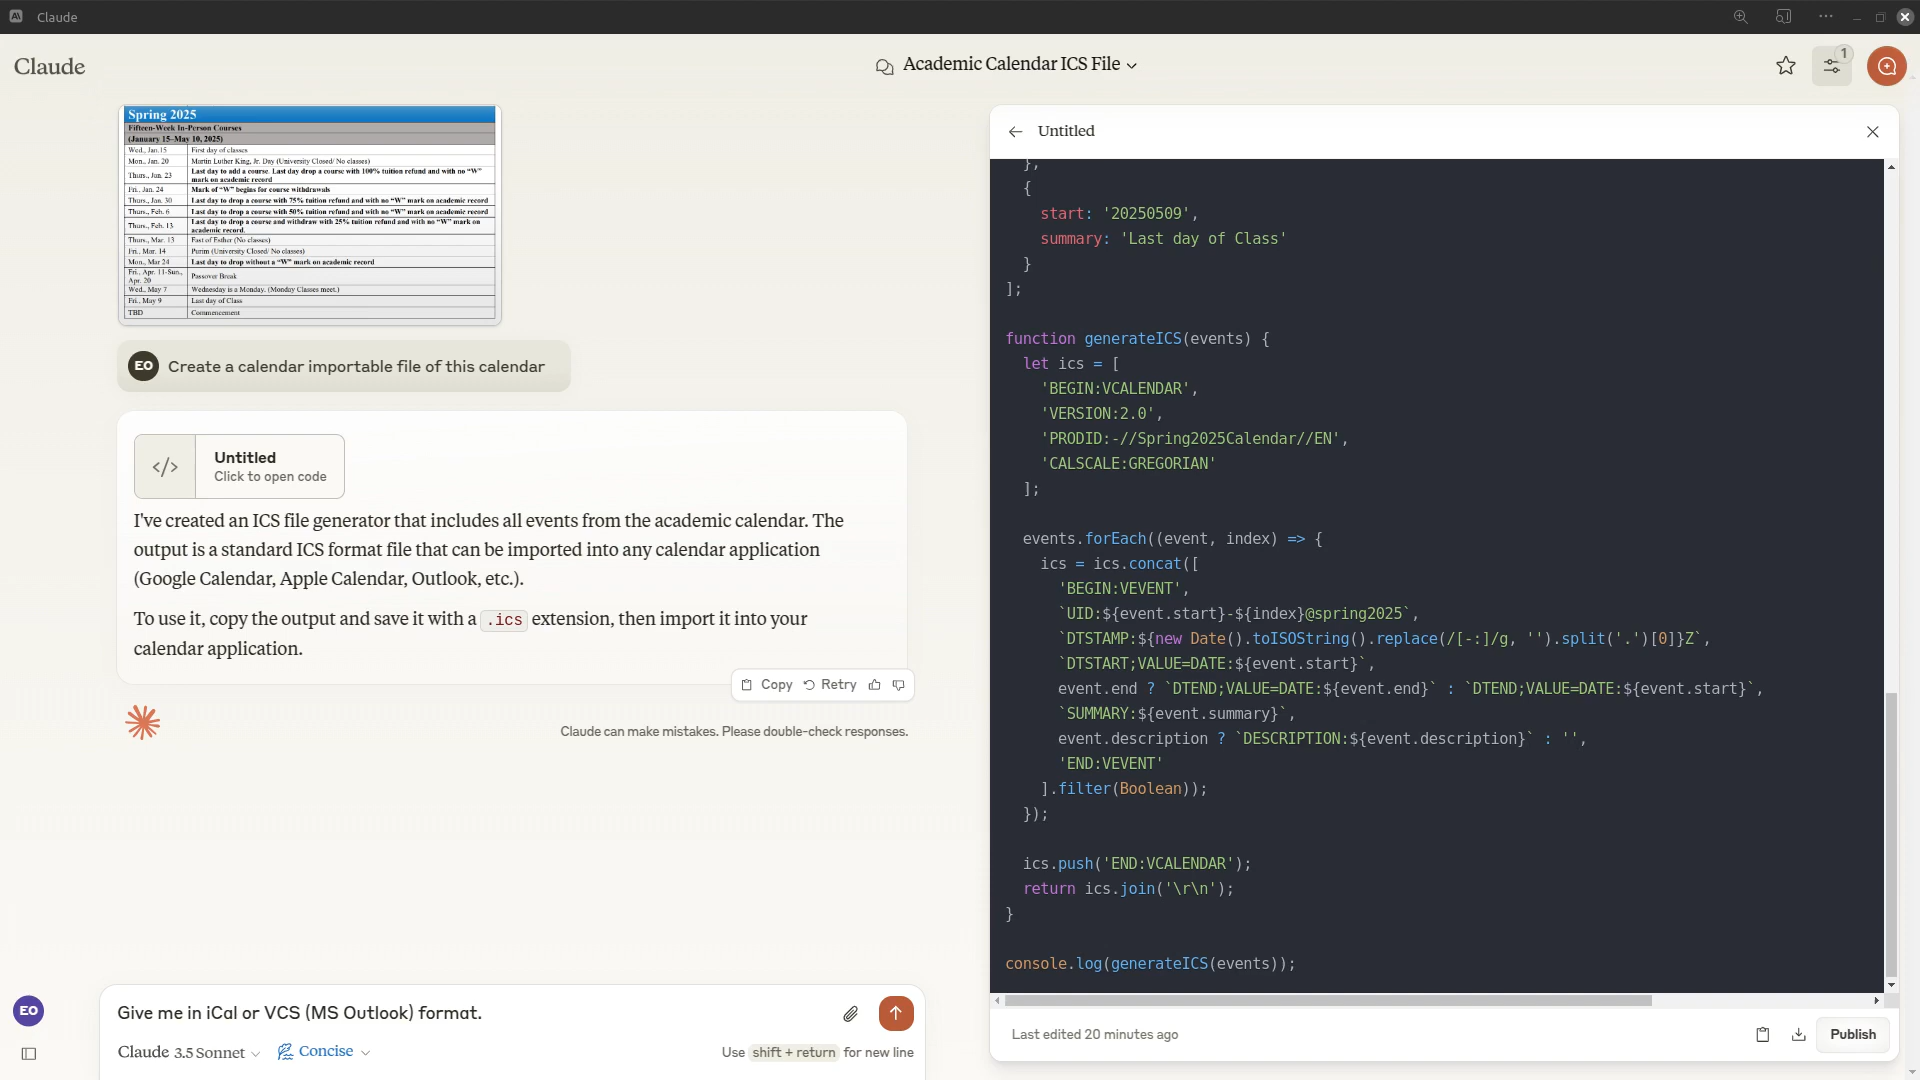 Claude
Claude
Academic Calendar ICS File
1
Spring 2025
Fifteen-Week In-Person Courses
(January 15–May 10, 2025)
Wed., Jan.15 First day of classes
Mon., Jan. 20 Martin Luther King, Jr. Day (University Closed/ No classes)
Thurs., Jan. 23 Last day to add a course. Last day drop a course with 100% tuition refund and with no “W”
mark on academic record
Fri., Jan. 24 Mark of “W” begins for course withdrawals
Thurs., Jan. 30 Last day to drop a course with 75% tuition refund and with no “W” mark on academic record
Thurs., Feb. 6 Last day to drop a course with 50% tuition refund and with no “W” mark on academic record
Thurs., Feb. 13 Last day to drop a course and withdraw with 25% tuition refund and with no “W” mark on
academic record.
Thurs., Mar. 13 Fast of Esther (No classes)
Fri., Mar. 14 Purim (University Closed/ No classes)
Mon., Mar 24 Last day to drop without a “W” mark on academic record
Fri., Apr. 11-Sun.,
Apr. 20 Passover Break
Wed., May 7 Wednesday is a Monday. (Monday Classes meet.)
Fri., May 9 Last day of Class
TBD Commencement
EO Create a calendar importable file of this calendar
</> Untitled
Click to open code
I've created an ICS file generator that includes all events from the academic calendar. The
output is a standard ICS format file that can be imported into any calendar application
(Google Calendar, Apple Calendar, Outlook, etc.).
To use it, copy the output and save it with a .ics extension, then import it into your
calendar application.
Copy Retry
Claude can make mistakes. Please double-check responses.
EO
Give me in iCal or VCS (MS Outlook) format.
Claude 3.5 Sonnet Concise Use shift + return for new line
Untitled
},
{
start: '20250509',
summary: 'Last day of Class'
}
];
function generateICS(events) {
let ics = [
'BEGIN:VCALENDAR',
'VERSION:2.0',
'PRODID:-//Spring2025Calendar//EN',
'CALSCALE:GREGORIAN'
];
events.forEach((event, index) => {
ics = ics.concat([
'BEGIN:VEVENT',
`UID:${event.start}-${index}@spring2025`,
`DTSTAMP:${new Date().toISOString().replace(/[-:]/g, '').split('.')[0]}Z`,
`DTSTART;VALUE=DATE:${event.start}`,
event.end ? `DTEND;VALUE=DATE:${event.end}` : `DTEND;VALUE=DATE:${event.start}`,
`SUMMARY:${event.summary}`,
event.description ? `DESCRIPTION:${event.description}` : '',
'END:VEVENT'
].filter(Boolean));
});
ics.push('END:VCALENDAR');
return ics.join('\r\n');
}
console.log(generateICS(events));
Last edited 20 minutes ago
Publish